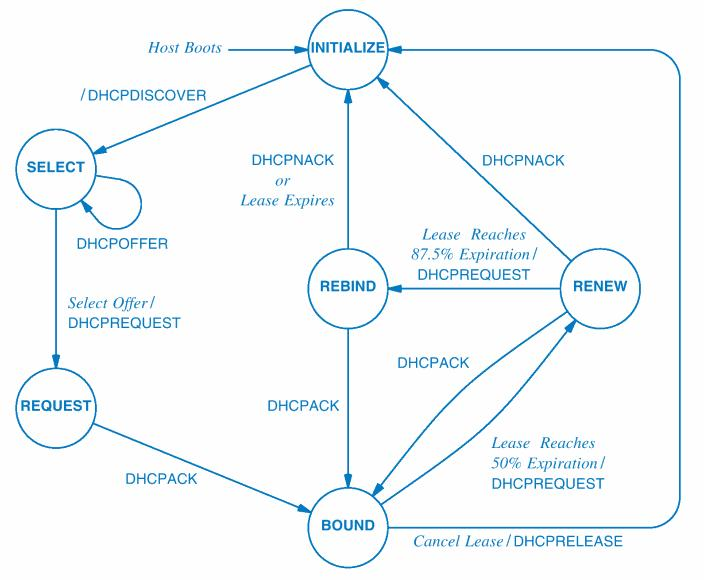 Host Boots
INITIALIZE
/ DHCPDISCOVER
SELECT
DHCPOFFER
DHCPNACK
or
Lease Expires
DHCPNACK
Lease Reaches
87.5% Expiration /
DHCPREQUEST
REBIND
RENEW
Select Offer /
DHCPREQUEST
DHCPACK
DHCPACK
REQUEST
Lease Reaches
50% Expiration /
DHCPREQUEST
DHCPACK
BOUND
Cancel Lease / DHCPRELEASE